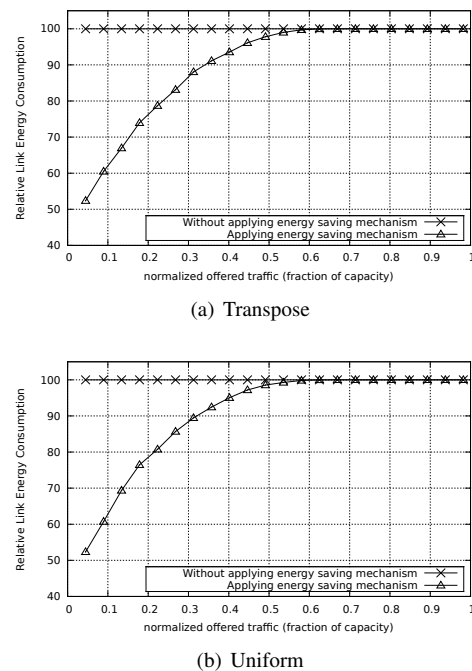 100
90
80
70
60
50
40
Relative Link Energy Consumption
Without applying energy saving mechanism
Applying energy saving mechanism
0 0.1 0.2 0.3 0.4 0.5 0.6 0.7 0.8 0.9 1
normalized offered traffic (fraction of capacity)
(a) Transpose
100
90
80
70
60
50
40
Relative Link Energy Consumption
Without applying energy saving mechanism
Applying energy saving mechanism
0 0.1 0.2 0.3 0.4 0.5 0.6 0.7 0.8 0.9 1
normalized offered traffic (fraction of capacity)
(b) Uniform